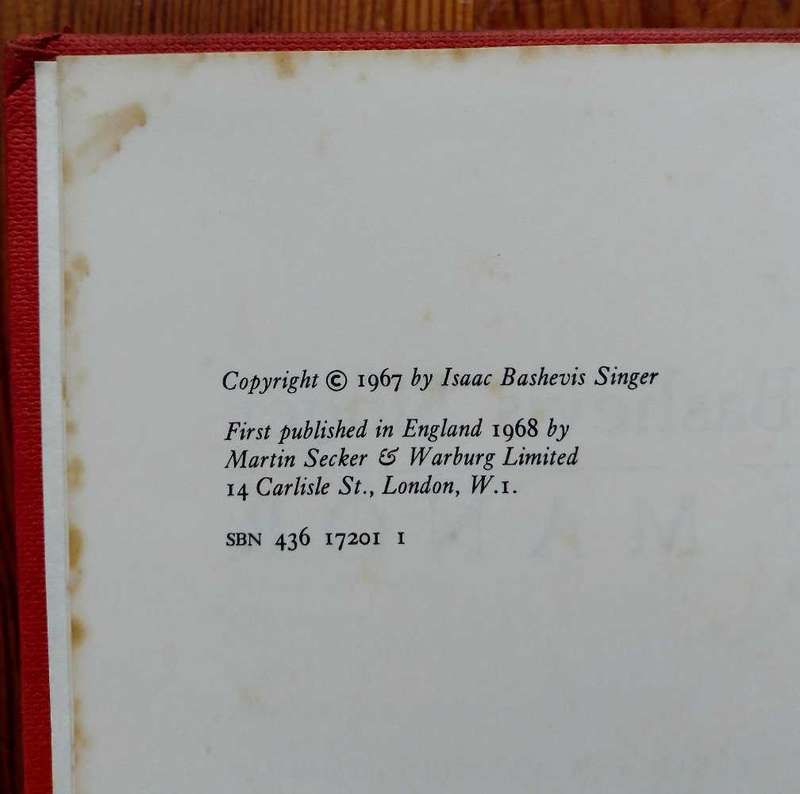 Copyright © 1967 by Isaac Bashevis Singer
First published in England 1968 by
Martin Secker & Warburg Limited
14 Carlisle St., London, W.1.
SBN 436 17201 1